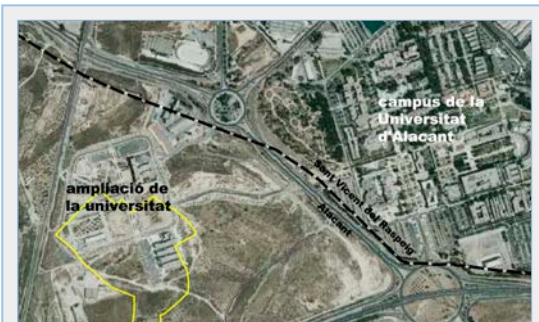 campus de la
Universitat
d'Alacant
ampliació de
la universitat
Sant Vicent del Raspeig
Alacant